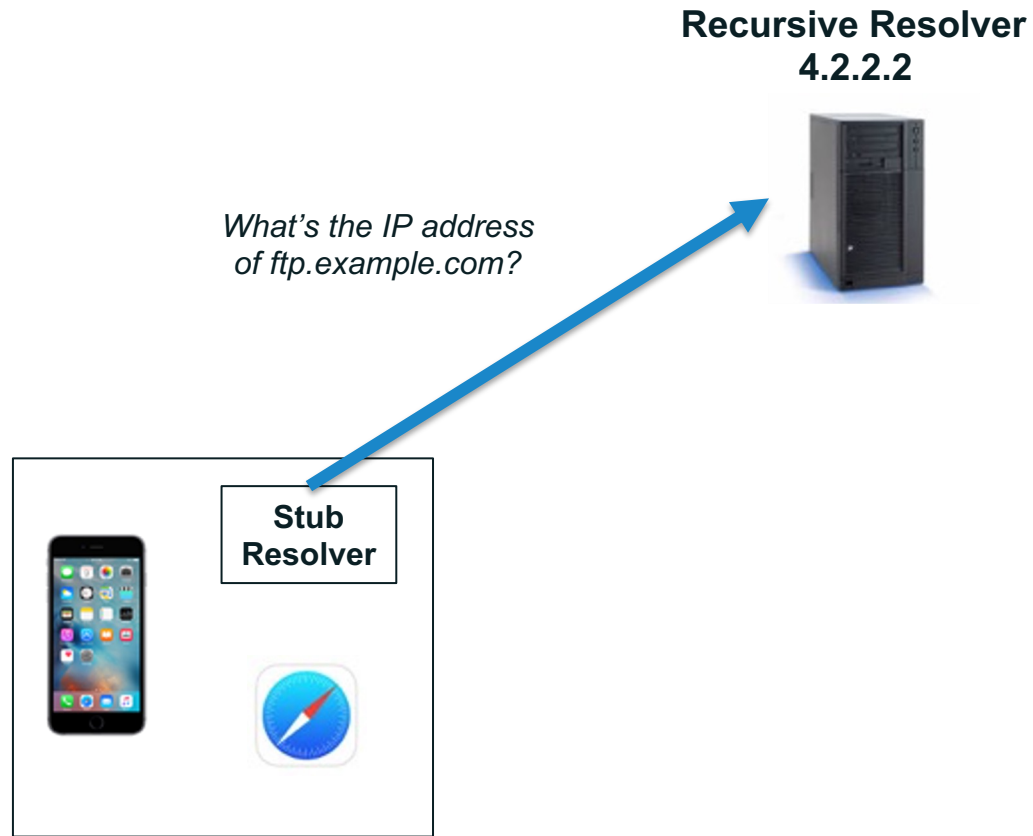 Recursive Resolver
4.2.2.2
What’s the IP address
of ftp.example.com?
Stub
Resolver